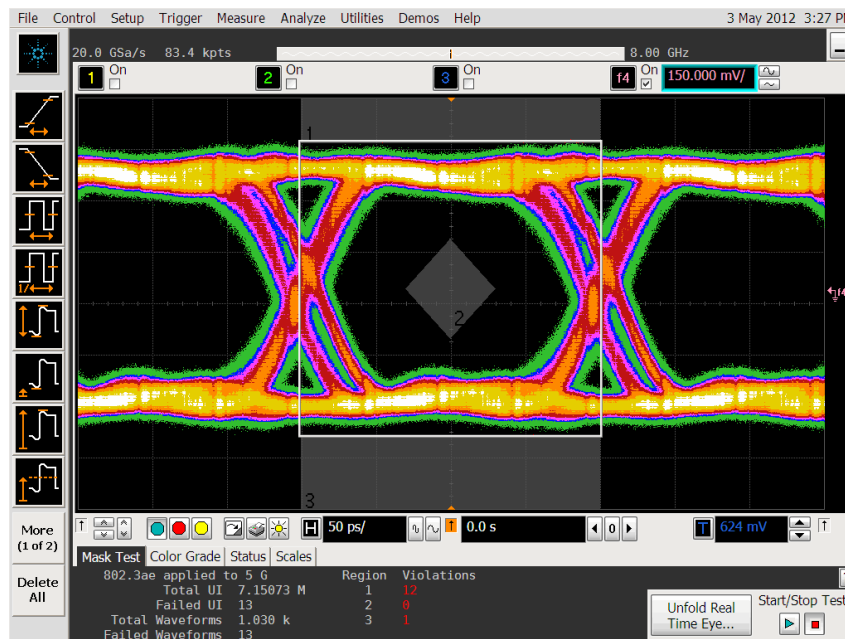 File Control Setup Trigger Measure Analyze Utilities Demos Help 3 May 2012 3:27 PM
20.0 GSa/s 83.4 kpts 8.00 GHz
1 On 2 On 3 On f4 On 150.000 mV/
1
f4
2
3
1/
More
(1 of 2)
Delete
All
H 50 ps/ 0.0 s 0 T 624 mV
Mask Test Color Grade Status Scales
802.3ae applied to 5 G Region Violations
Total UI 7.15073 M 1 12
Failed UI 13 2 0
Total Waveforms 1.030 k 3 1
Failed Waveforms 13
Unfold Real
Time Eye...
Start/Stop Test